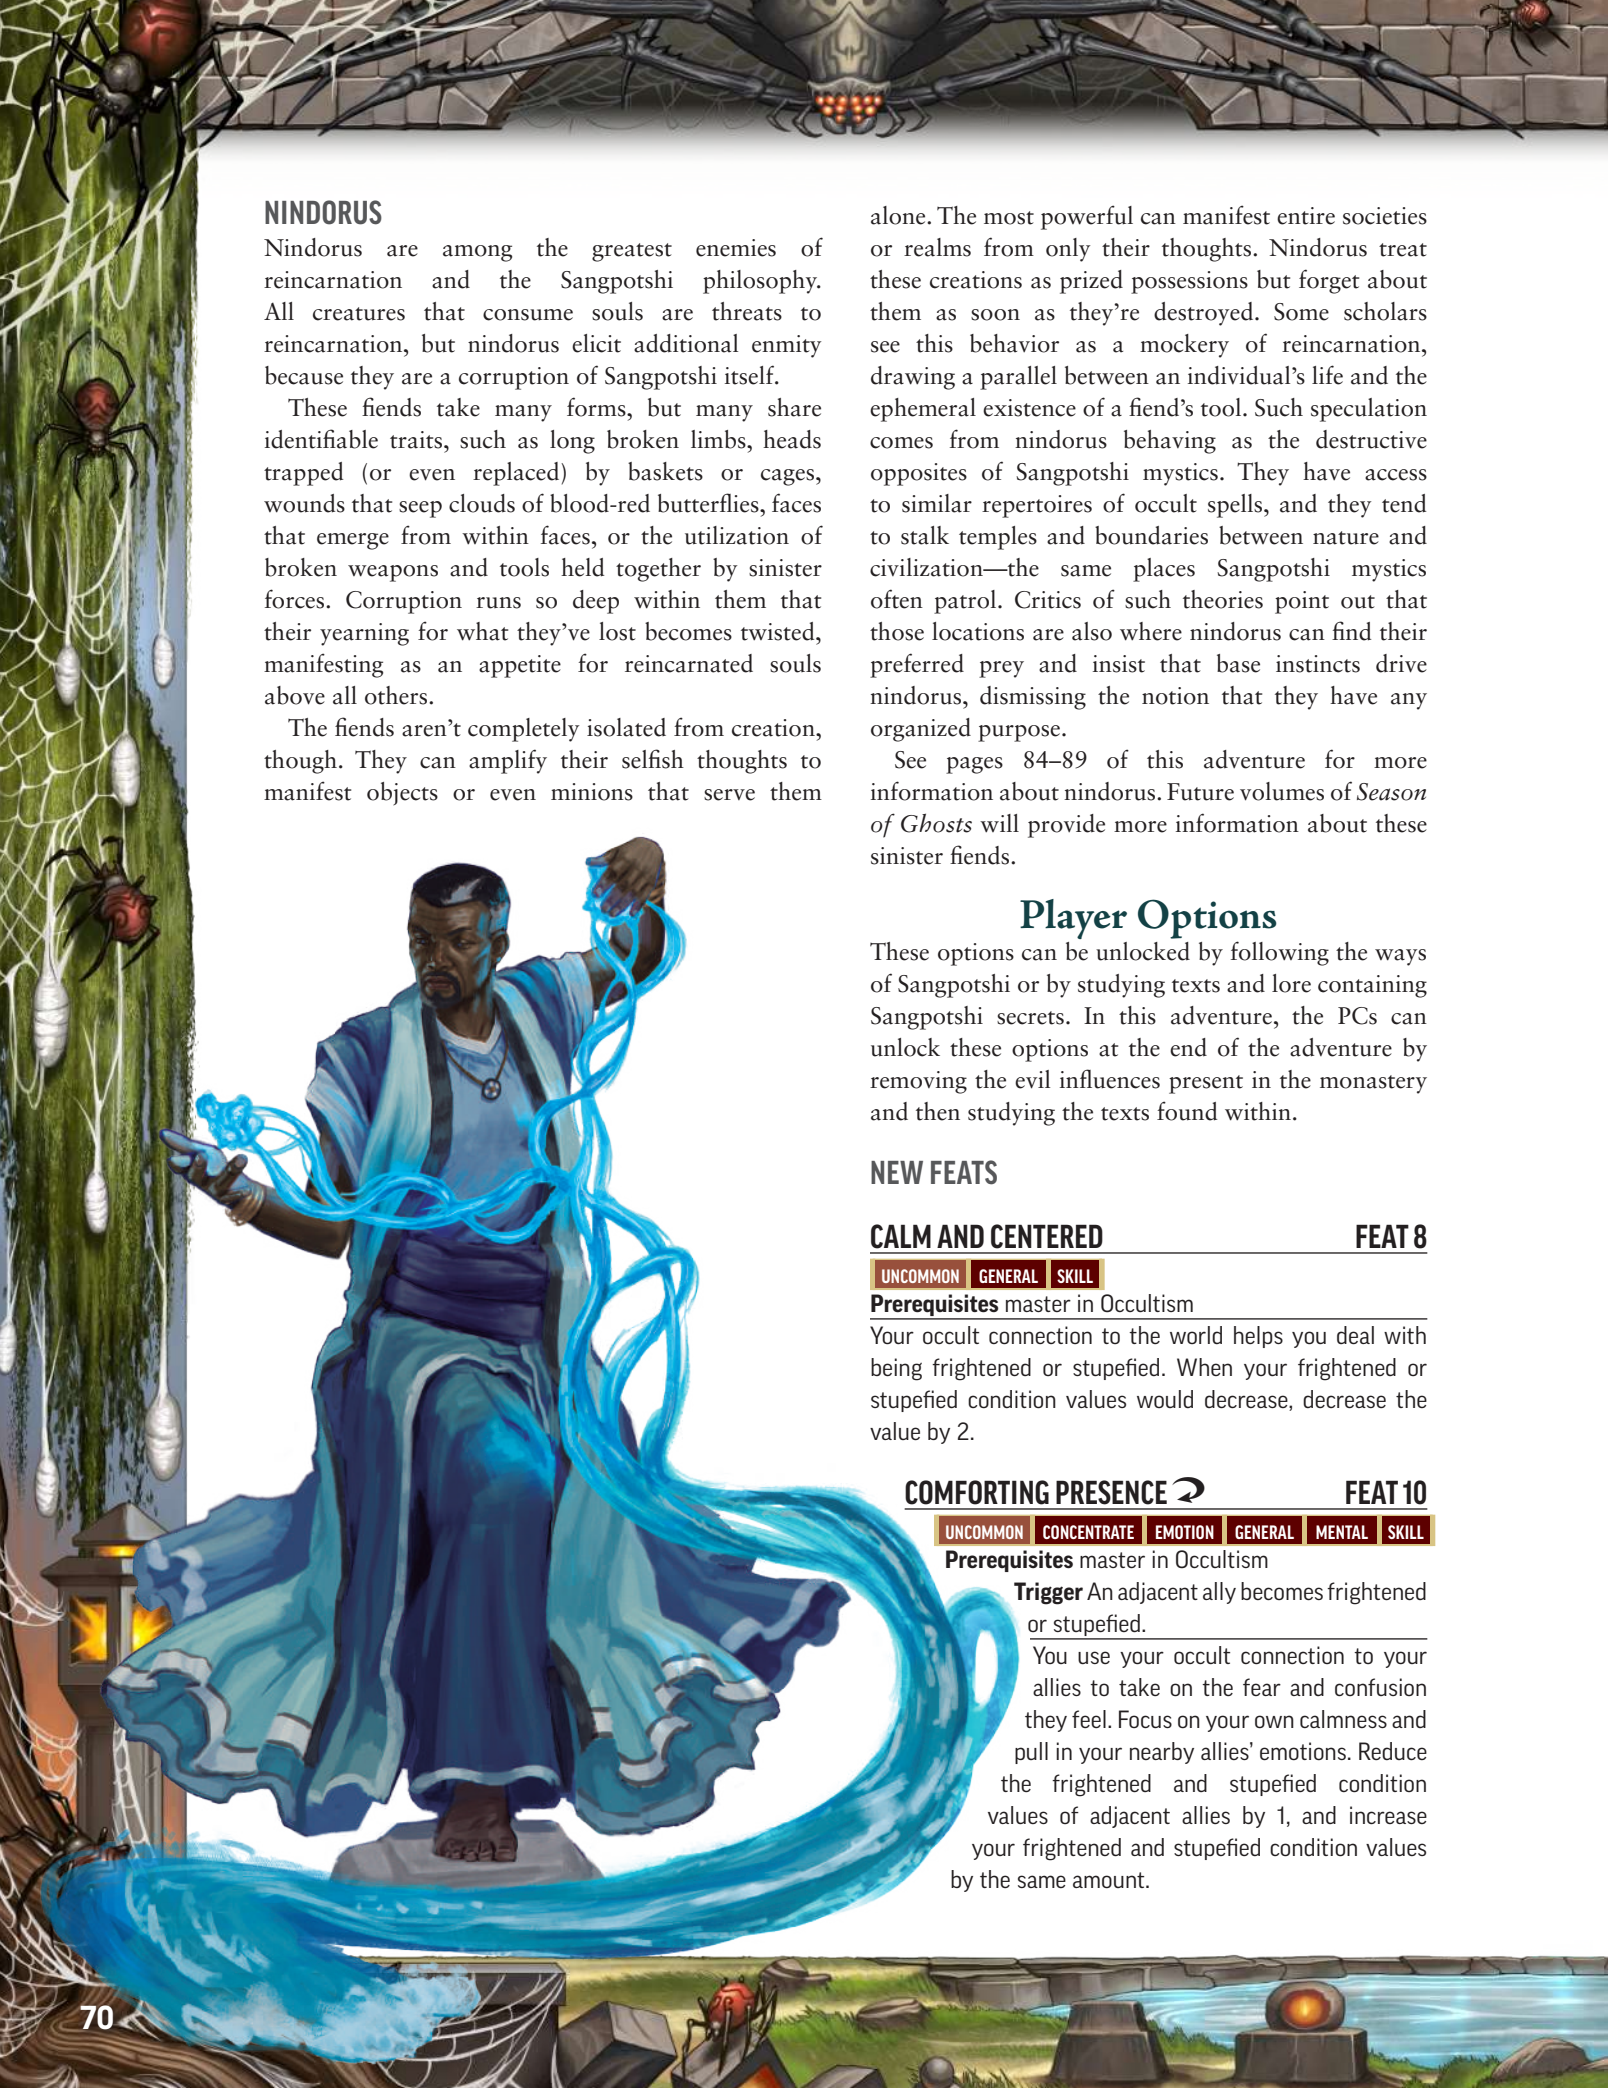 NINDORUS
Nindorus are among the greatest enemies of
reincarnation and the Sangpotshi philosophy.
All creatures that consume souls are threats to
reincarnation, but nindorus elicit additional enmity
because they are a corruption of Sangpotshi itself.
These fiends take many forms, but many share
identifiable traits, such as long broken limbs, heads
trapped (or even replaced) by baskets or cages,
wounds that seep clouds of blood-red butterflies, faces
that emerge from within faces, or the utilization of
broken weapons and tools held together by sinister
forces. Corruption runs so deep within them that
their yearning for what they’ve lost becomes twisted,
manifesting as an appetite for reincarnated souls
above all others.
The fiends aren’t completely isolated from creation,
though. They can amplify their selfish thoughts to
manifest objects or even minions that serve them
alone. The most powerful can manifest entire societies
or realms from only their thoughts. Nindorus treat
these creations as prized possessions but forget about
them as soon as they’re destroyed. Some scholars
see this behavior as a mockery of reincarnation,
drawing a parallel between an individual’s life and the
ephemeral existence of a fiend’s tool. Such speculation
comes from nindorus behaving as the destructive
opposites of Sangpotshi mystics. They have access
to similar repertoires of occult spells, and they tend
to stalk temples and boundaries between nature and
civilization—the same places Sangpotshi mystics
often patrol. Critics of such theories point out that
those locations are also where nindorus can find their
preferred prey and insist that base instincts drive
nindorus, dismissing the notion that they have any
organized purpose.
See pages 84–89 of this adventure for more
information about nindorus. Future volumes of Season
of Ghosts will provide more information about these
sinister fiends.
Player Options
These options can be unlocked by following the ways
of Sangpotshi or by studying texts and lore containing
Sangpotshi secrets. In this adventure, the PCs can
unlock these options at the end of the adventure by
removing the evil influences present in the monastery
and then studying the texts found within.
NEW FEATS
CALM AND CENTERED FEAT 8
UNCOMMON GENERAL SKILL
Prerequisites master in Occultism
Your occult connection to the world helps you deal with
being frightened or stupefied. When your frightened or
stupefied condition values would decrease, decrease the
value by 2.
COMFORTING PRESENCE FEAT 10
UNCOMMON CONCENTRATE EMOTION GENERAL MENTAL SKILL
Prerequisites master in Occultism
Trigger An adjacent ally becomes frightened
or stupefied.
You use your occult connection to your
allies to take on the fear and confusion
they feel. Focus on your own calmness and
pull in your nearby allies’ emotions. Reduce
the frightened and stupefied condition
values of adjacent allies by 1, and increase
your frightened and stupefied condition values
by the same amount.
70